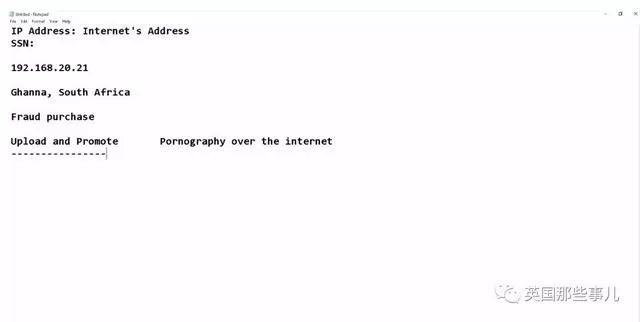 Untitled - Notepad
File Edit Format View Help
IP Address: Internet's Address
SSN:
192.168.20.21
Ghanna, South Africa
Fraud purchase
Upload and Promote Pornography over the internet
----------------
英国那些事儿